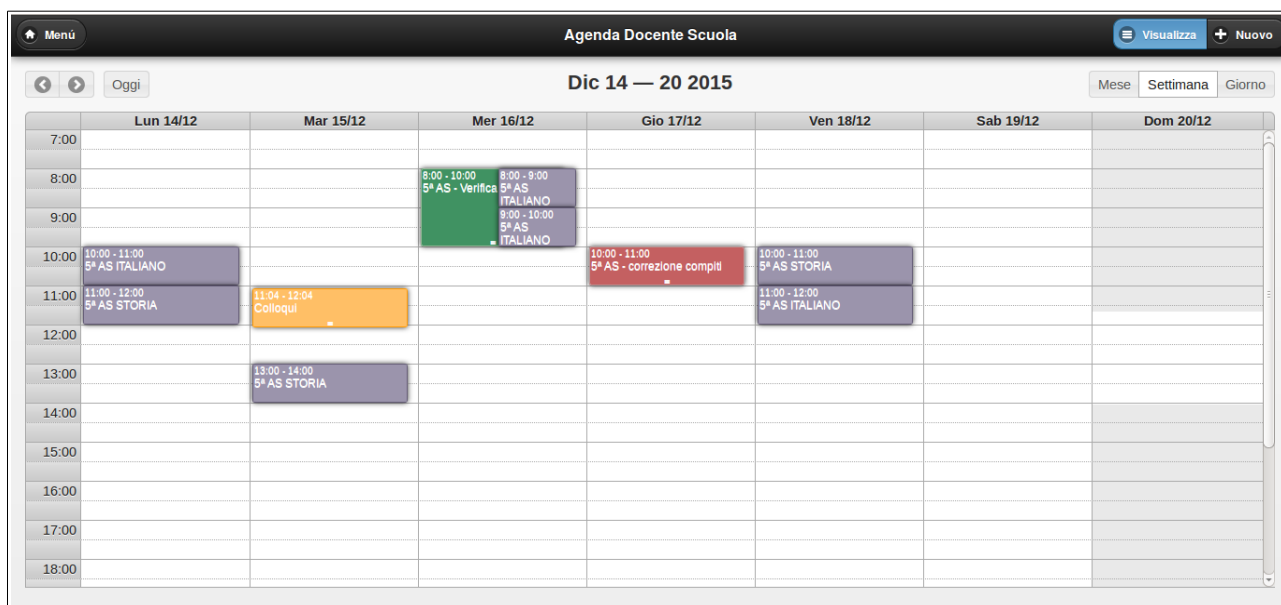 Menú
Agenda Docente Scuola
Visualizza
Nuovo
Oggi
Dic 14 — 20 2015
Mese
Settimana
Giorno
Lun 14/12
Mar 15/12
Mer 16/12
Gio 17/12
Ven 18/12
Sab 19/12
Dom 20/12
7:00
8:00
8:00 - 10:00
5ª AS - Verifica
8:00 - 9:00
5ª AS
ITALIANO
9:00
9:00 - 10:00
5ª AS
ITALIANO
10:00
10:00 - 11:00
5ª AS ITALIANO
10:00 - 11:00
5ª AS - correzione compiti
10:00 - 11:00
5ª AS STORIA
11:00
11:00 - 12:00
5ª AS STORIA
11:04 - 12:04
Colloqui
11:00 - 12:00
5ª AS ITALIANO
12:00
13:00
13:00 - 14:00
5ª AS STORIA
14:00
15:00
16:00
17:00
18:00